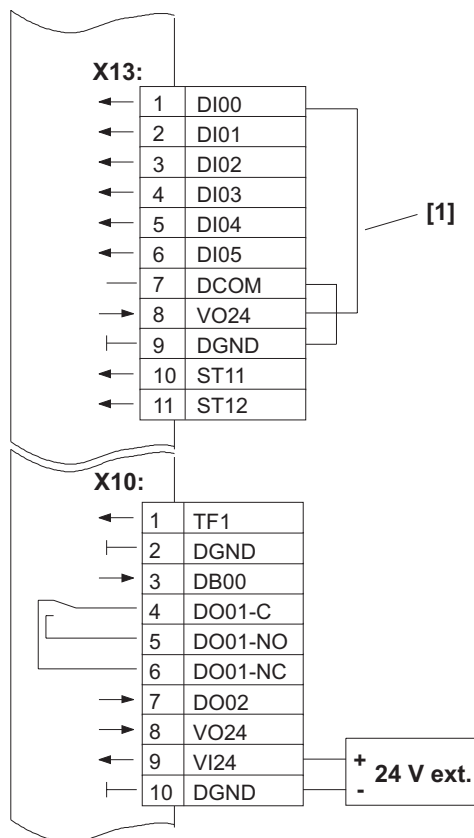 X13:
1 DI00
2 DI01
3 DI02
4 DI03
5 DI04
6 DI05
7 DCOM
8 VO24
9 DGND
10 ST11
11 ST12
[1]
X10:
1 TF1
2 DGND
3 DB00
4 DO01-C
5 DO01-NO
6 DO01-NC
7 DO02
8 VO24
9 VI24
10 DGND
+ 24 V ext.
-